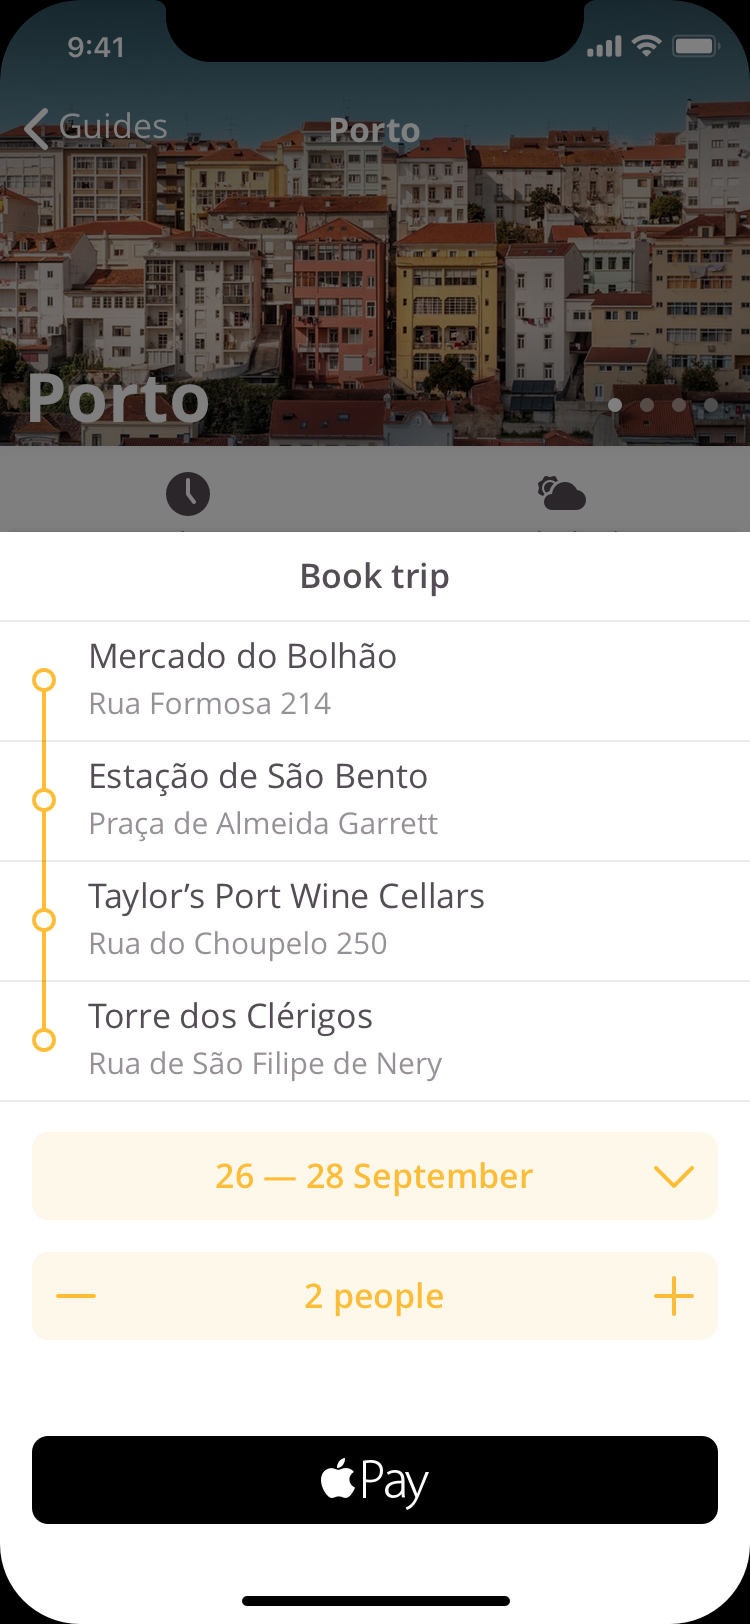 9:41
Guides
Porto
Porto
Book trip
Mercado do Bolhão
Rua Formosa 214
Estação de São Bento
Praça de Almeida Garrett
Taylor’s Port Wine Cellars
Rua do Choupelo 250
Torre dos Clérigos
Rua de São Filipe de Nery
26 — 28 September
2 people
Pay